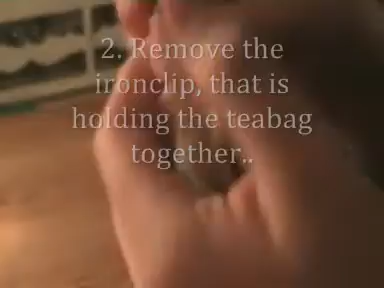 2. Remove the
ironclip, that is
holding the teabag
together..